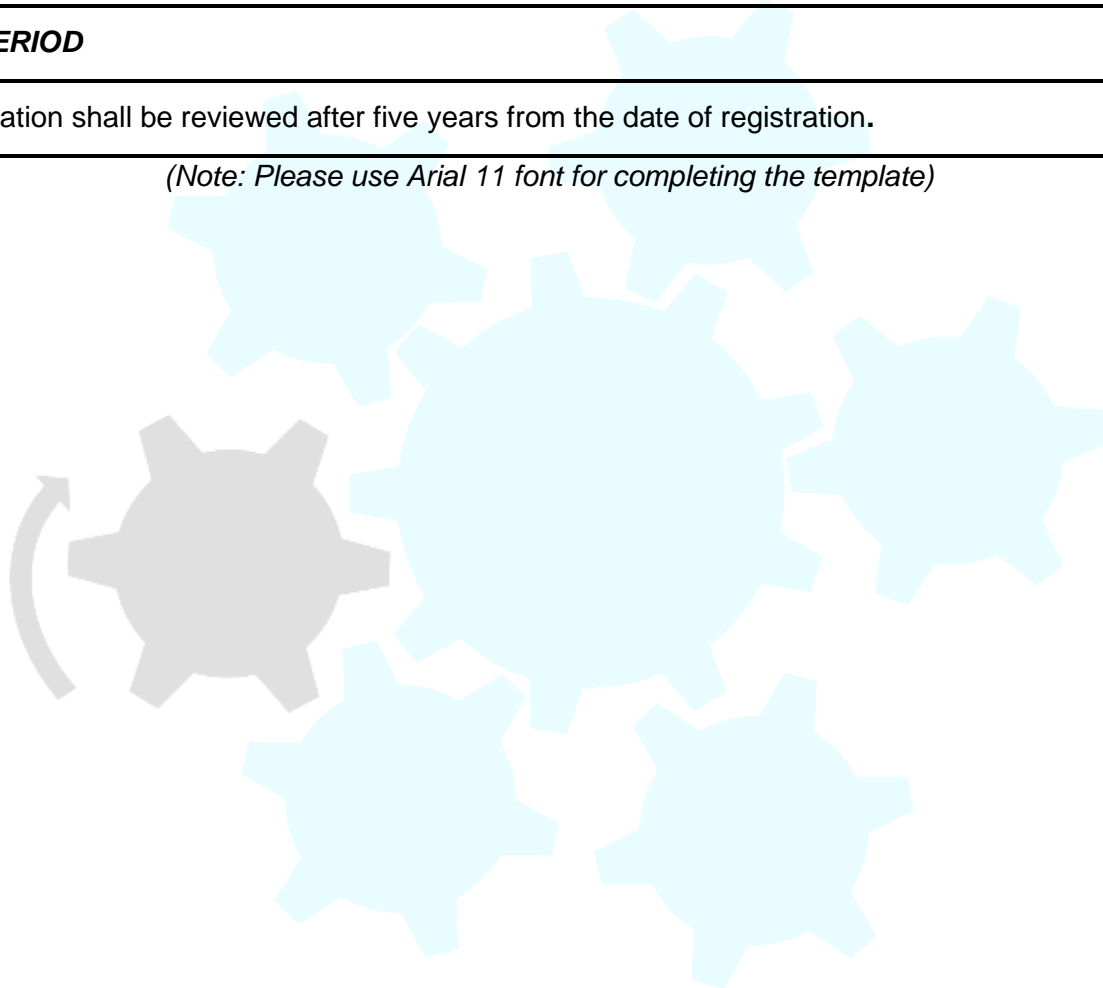 ERIOD
ation shall be reviewed after five years from the date of registration.
(Note: Please use Arial 11 font for completing the template)